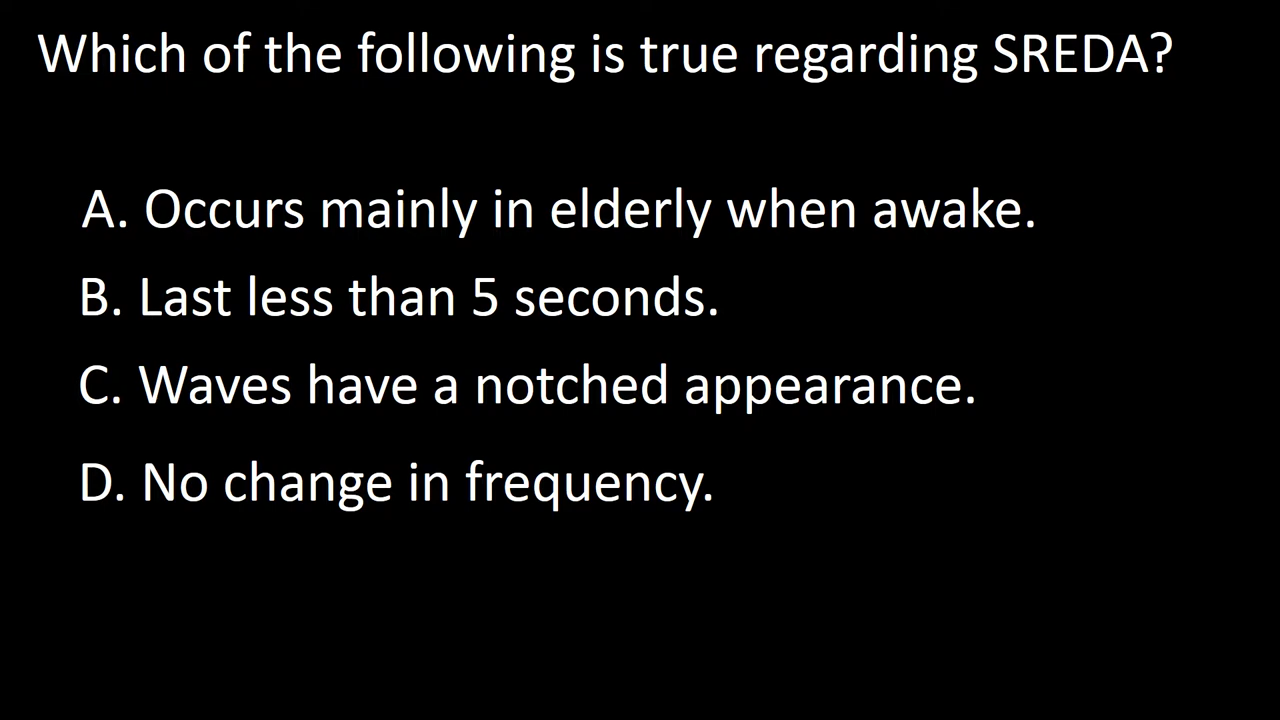 Which of the following is true regarding SREDA?
A. Occurs mainly in elderly when awake.
B. Last less than 5 seconds.
C. Waves have a notched appearance.
D. No change in frequency.